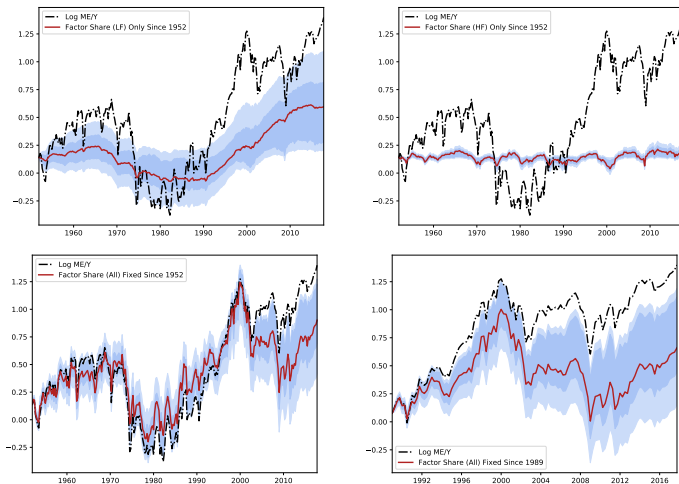 Log ME/Y
Factor Share (LF) Only Since 1952
1.25
1.00
0.75
0.50
0.25
0.00
−0.25
1960 1970 1980 1990 2000 2010
Log ME/Y
Factor Share (HF) Only Since 1952
1.25
1.00
0.75
0.50
0.25
0.00
−0.25
1960 1970 1980 1990 2000 2010
Log ME/Y
Factor Share (All) Fixed Since 1952
1.25
1.00
0.75
0.50
0.25
0.00
−0.25
1960 1970 1980 1990 2000 2010
1.25
1.00
0.75
0.50
0.25
0.00
−0.25
Log ME/Y
Factor Share (All) Fixed Since 1989
1992 1996 2000 2004 2008 2012 2016